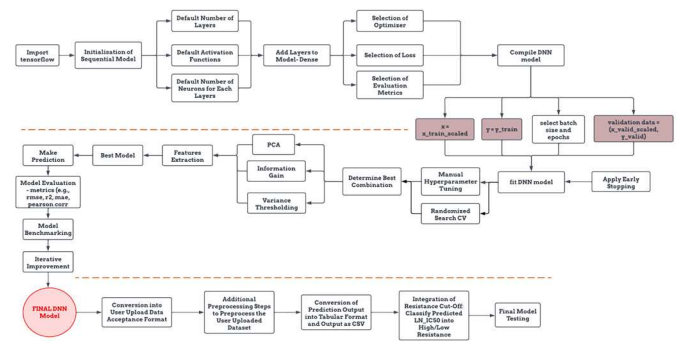 Import
tensorflow
Initialisation of
Sequential Model
Default Number of
Layers
Default Activation
Functions
Default Number of
Neurons for Each
Layers
Add Layers to
Model- Dense
Selection of
Optimiser
Selection of Loss
Selection of
Evaluation
Metrics
Compile DNN
model
x =
x_train_scaled
y = y_train
select batch
size and
epochs
validation data =
(x_valid_scaled,
y_valid)
Apply Early
Stopping
fit DNN model
Manual
Hyperparameter
Tuning
Randomized
Search CV
Determine Best
Combination
PCA
Information
Gain
Variance
Thresholding
Features
Extraction
Best Model
Make
Prediction
Model Evaluation
- metrics (e.g.,
rmse, r2, mae,
pearson corr
Model
Benchmarking
Iterative
Improvement
FINAL DNN
Model
Conversion into
User Upload Data
Acceptance Format
Additional
Preprocessing Steps
to Preprocess the
User Uploaded
Dataset
Conversion of
Prediction Output
into Tabular Format
and Output as CSV
Integration of
Resistance Cut-Off:
Classify Predicted
LN_IC50 into
High/Low
Resistance
Final Model
Testing